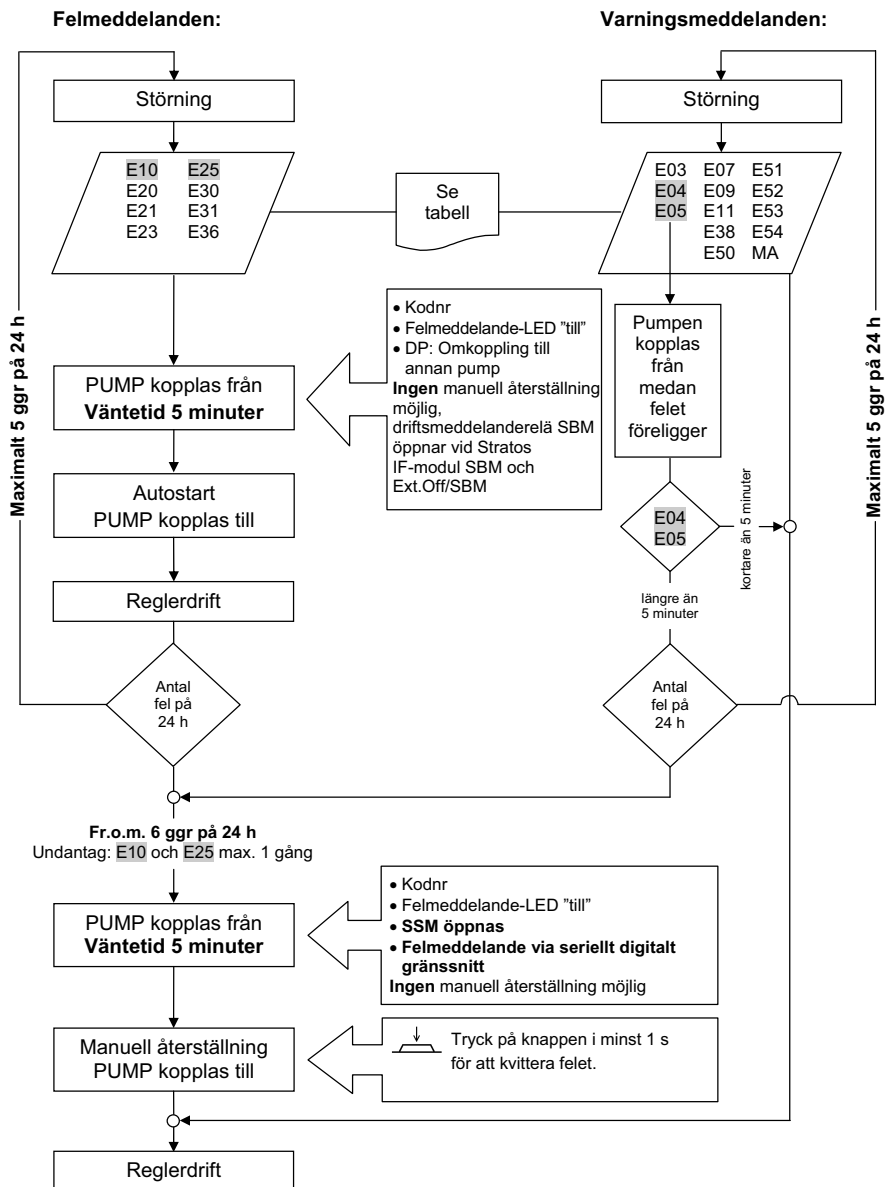 Felmeddelanden:
Varningsmeddelanden:
Störning
Störning
E10 E25
E20 E30
E21 E31
E23 E36
Se
tabell
E03 E07 E51
E04 E09 E52
E05 E11 E53
E38 E54
E50 MA
Maximalt 5 ggr på 24 h
Maximalt 5 ggr på 24 h
• Kodnr
• Felmeddelande-LED ”till”
• DP: Omkoppling till
annan pump
Ingen manuell återställning
möjlig,
driftsmeddelanderelä SBM
öppnar vid Stratos
IF-modul SBM och
Ext.Off/SBM
Pumpen
kopplas
från
medan
felet
föreligger
PUMP kopplas från
Väntetid 5 minuter
Autostart
PUMP kopplas till
E04
E05
kortare än 5 minuter
längre än
5 minuter
Reglerdrift
Antal
fel på
24 h
Antal
fel på
24 h
Fr.o.m. 6 ggr på 24 h
Undantag: E10 och E25 max. 1 gång
PUMP kopplas från
Väntetid 5 minuter
• Kodnr
• Felmeddelande-LED ”till”
• SSM öppnas
• Felmeddelande via seriellt digitalt
gränssnitt
Ingen manuell återställning möjlig
Manuell återställning
PUMP kopplas till
Tryck på knappen i minst 1 s
för att kvittera felet.
Reglerdrift